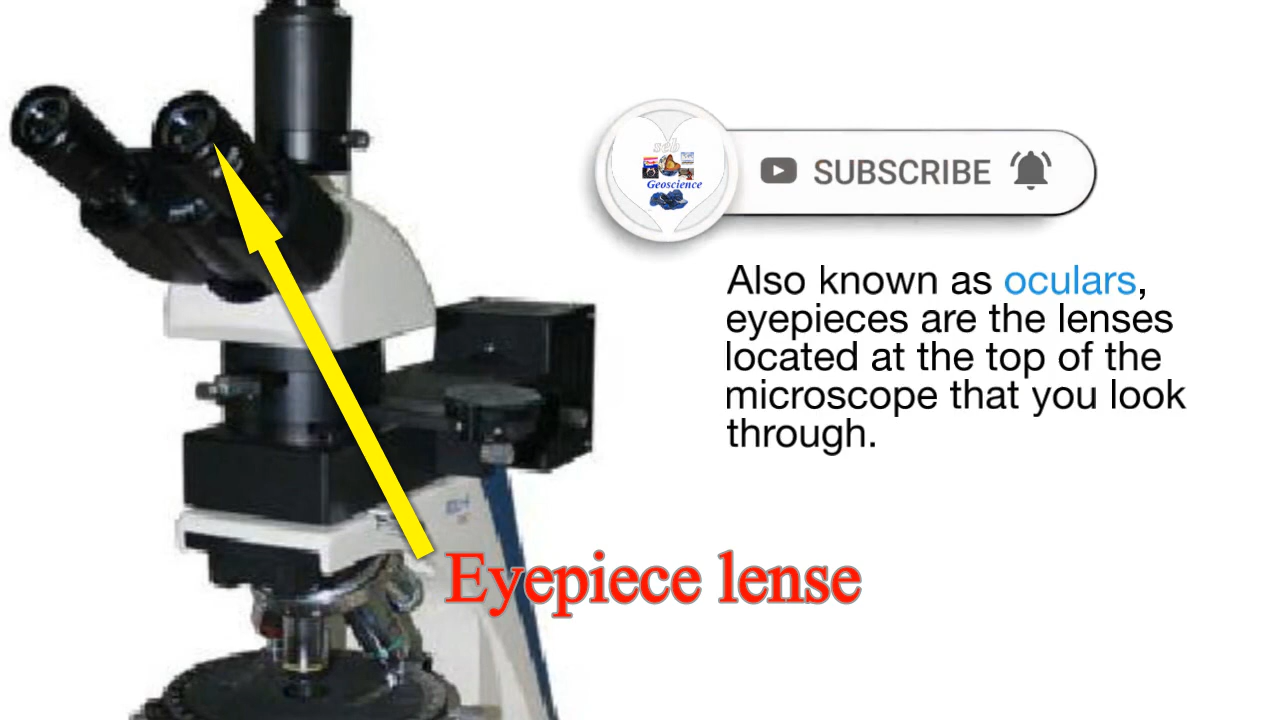 seb
Geoscience
SUBSCRIBE
Also known as oculars,
eyepieces are the lenses
located at the top of the
microscope that you look
through.
Eyepiece lense